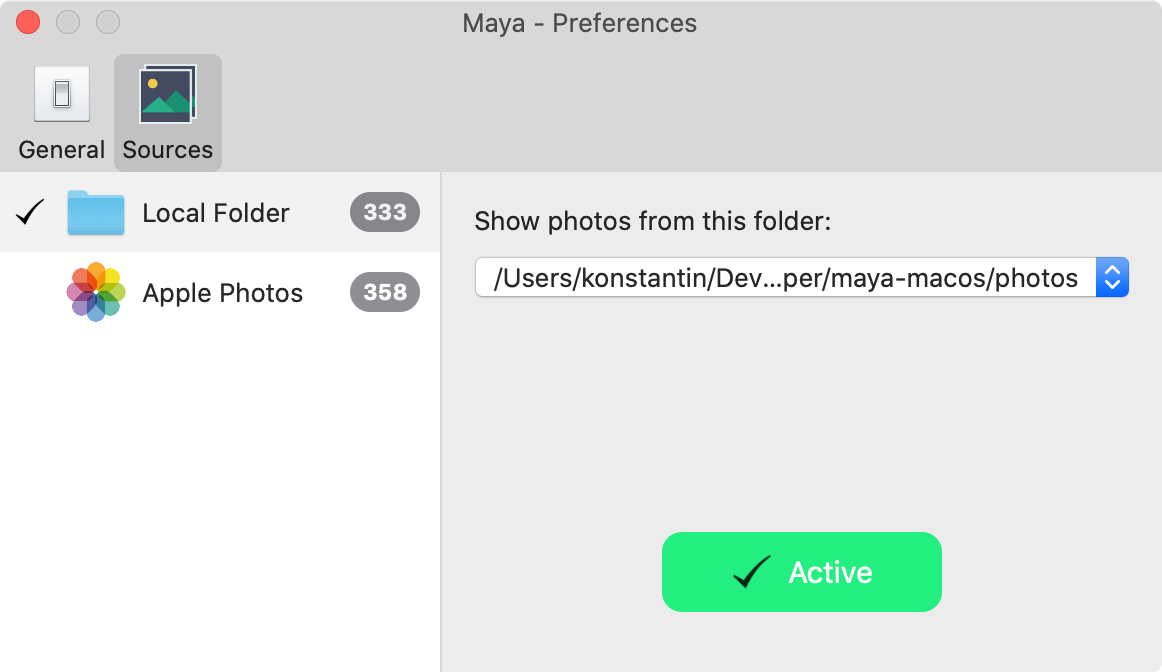 Maya - Preferences
General
Sources
Local Folder 333
Apple Photos 358
Show photos from this folder:
/Users/konstantin/Dev...per/maya-macos/photos
Active